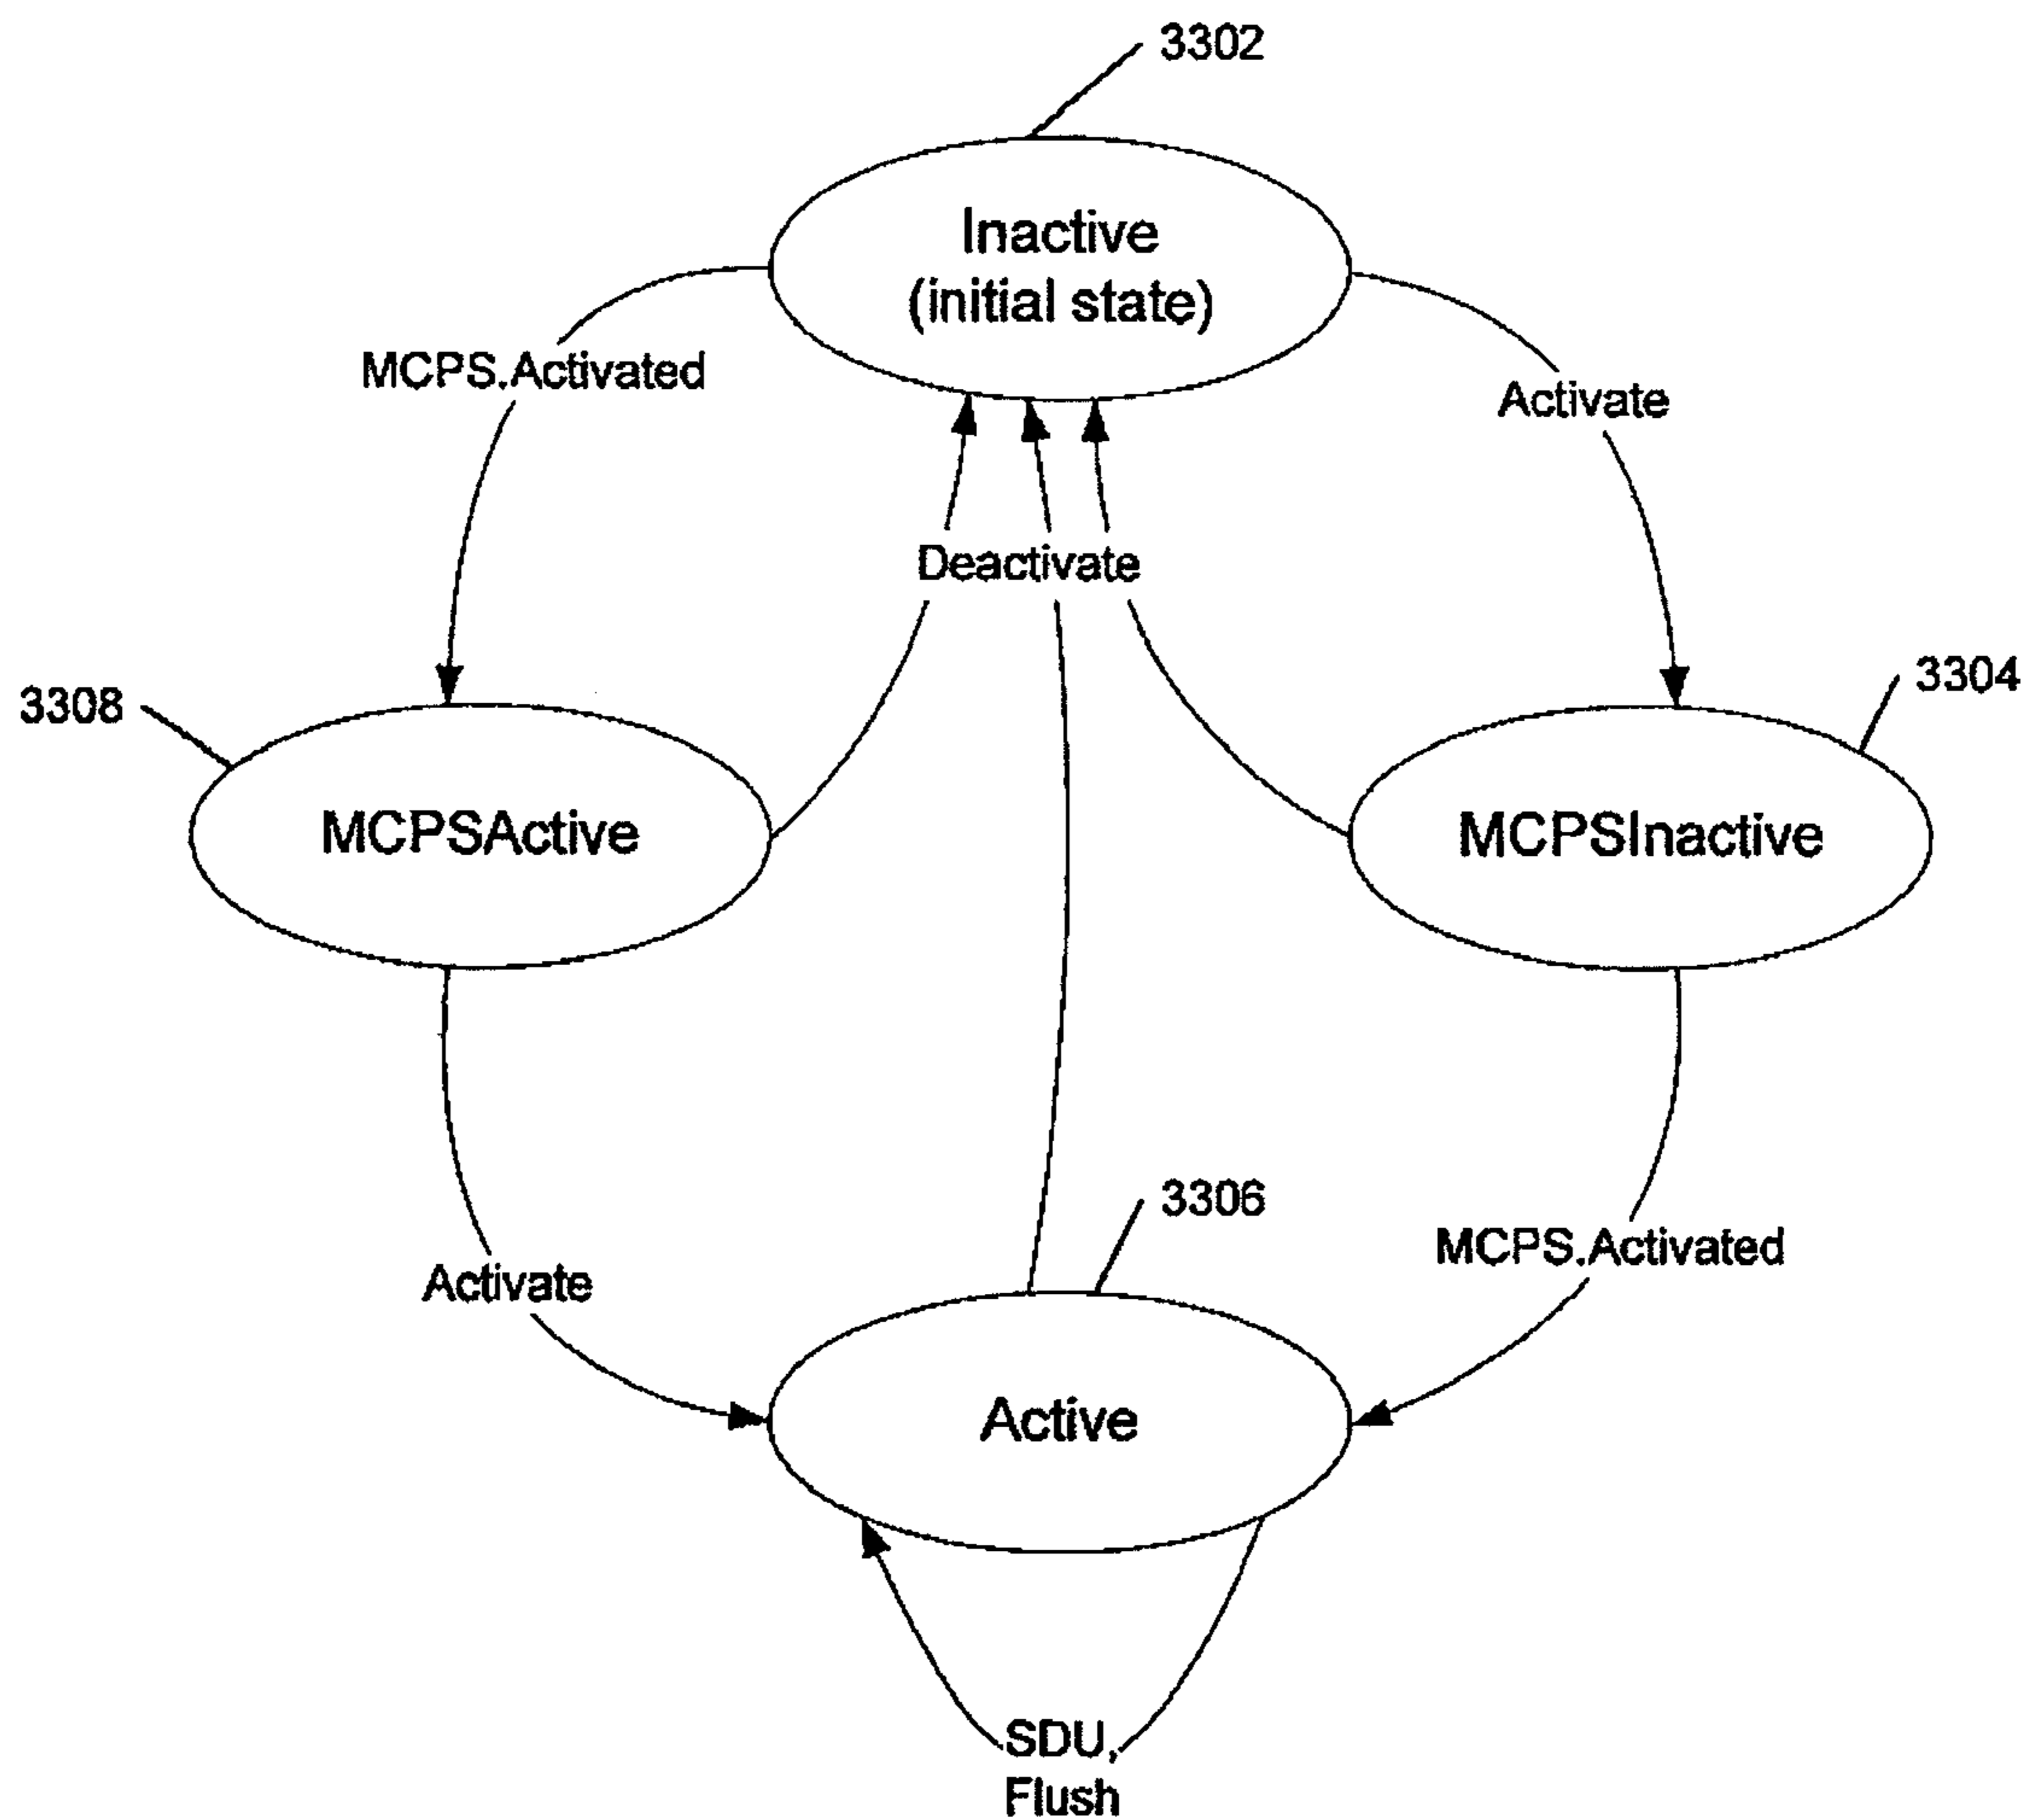 3302
Inactive
(initial state)
MCPS.Activated
Activate
Deactivate
3308
3304
MCPSActive
MCPSInactive
3306
MCPS.Activated
Activate
Active
SDU,
Flush